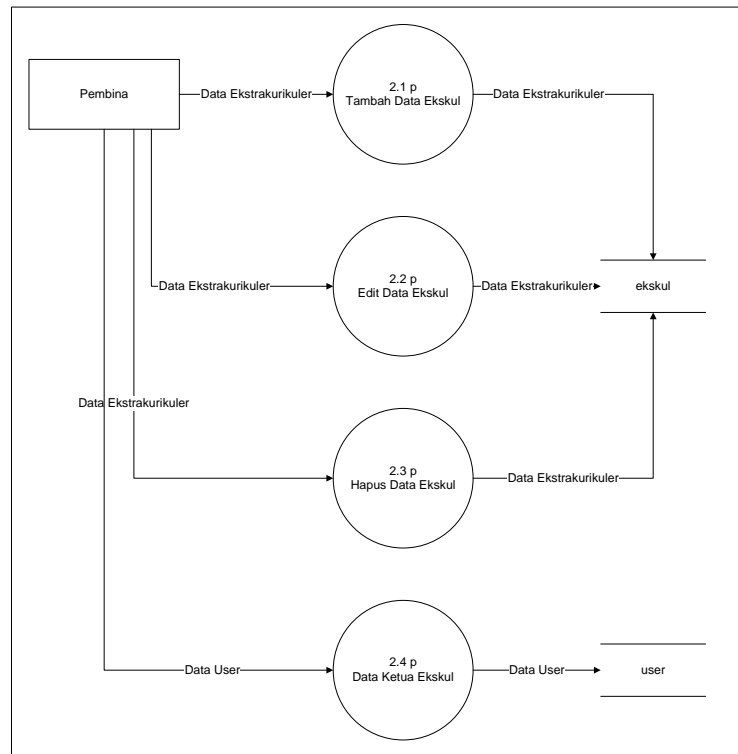 Pembina
Data Ekstrakurikuler
2.1 p
Tambah Data Ekskul
Data Ekstrakurikuler
Data Ekstrakurikuler
2.2 p
Edit Data Ekskul
Data Ekstrakurikuler
ekskul
Data Ekstrakurikuler
2.3 p
Hapus Data Ekskul
Data Ekstrakurikuler
Data User
2.4 p
Data Ketua Ekskul
Data User
user